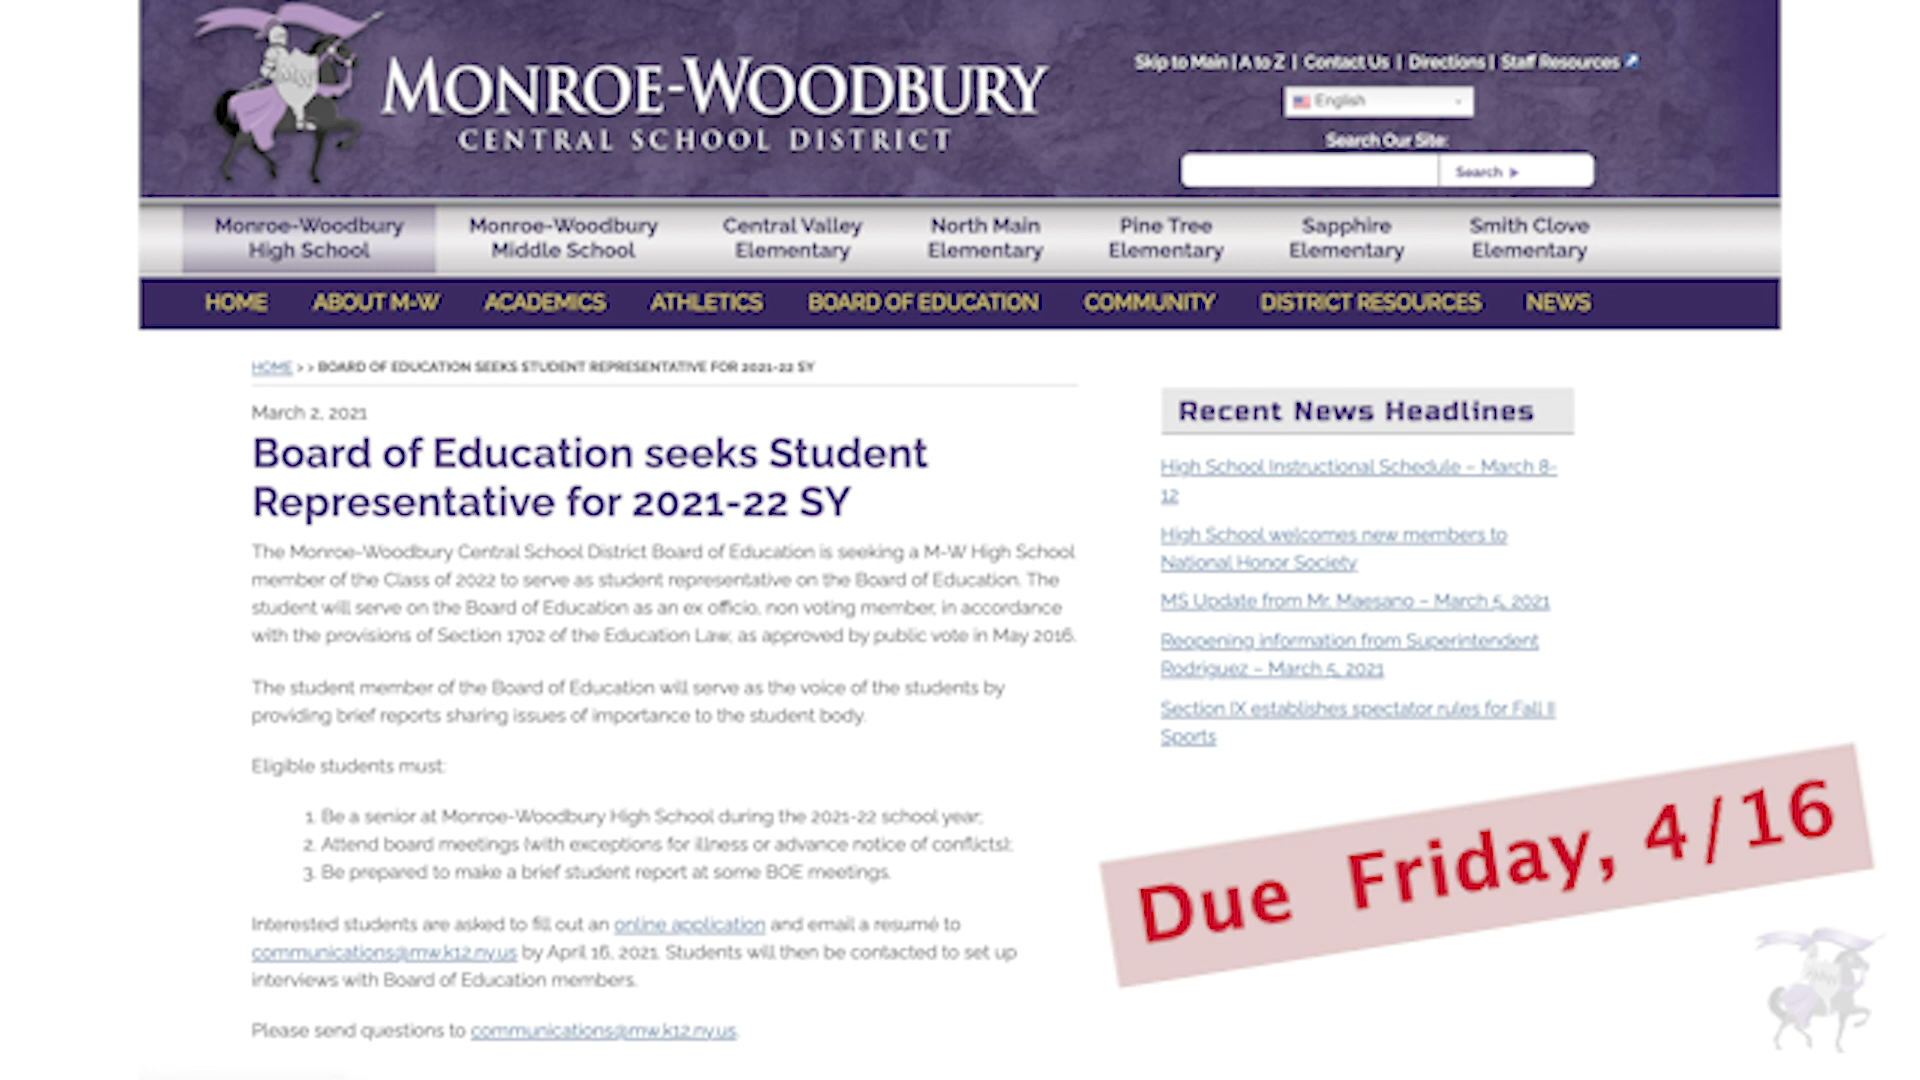 MONROE-WOODBURY
CENTRAL SCHOOL DISTRICT
Skip to Main | A to Z | Contact Us | Directions | Staff Resources
English
Search Our Site:
Search
Monroe-Woodbury
High School
Monroe-Woodbury
Middle School
Central Valley
Elementary
North Main
Elementary
Pine Tree
Elementary
Sapphire
Elementary
Smith Clove
Elementary
HOME ABOUT M-W ACADEMICS ATHLETICS BOARD OF EDUCATION COMMUNITY DISTRICT RESOURCES NEWS
HOME > > BOARD OF EDUCATION SEEKS STUDENT REPRESENTATIVE FOR 2021-22 SY
March 2, 2021
Board of Education seeks Student
Representative for 2021-22 SY
The Monroe-Woodbury Central School District Board of Education is seeking a M-W High School
member of the Class of 2022 to serve as student representative on the Board of Education. The
student will serve on the Board of Education as an ex officio, non voting member, in accordance
with the provisions of Section 1702 of the Education Law, as approved by public vote in May 2016.
The student member of the Board of Education will serve as the voice of the students by
providing brief reports sharing issues of importance to the student body.
Eligible students must:
1. Be a senior at Monroe-Woodbury High School during the 2021-22 school year;
2. Attend board meetings (with exceptions for illness or advance notice of conflicts);
3. Be prepared to make a brief student report at some BOE meetings.
Interested students are asked to fill out an online application and email a resumé to
communications@mw.k12.ny.us by April 16, 2021. Students will then be contacted to set up
interviews with Board of Education members.
Please send questions to communications@mw.k12.ny.us.
Recent News Headlines
High School Instructional Schedule – March 8-
12
High School welcomes new members to
National Honor Society
MS Update from Mr. Maesano – March 5, 2021
Reopening information from Superintendent
Rodriguez – March 5, 2021
Section IX establishes spectator rules for Fall II
Sports
Due Friday, 4/16
MW